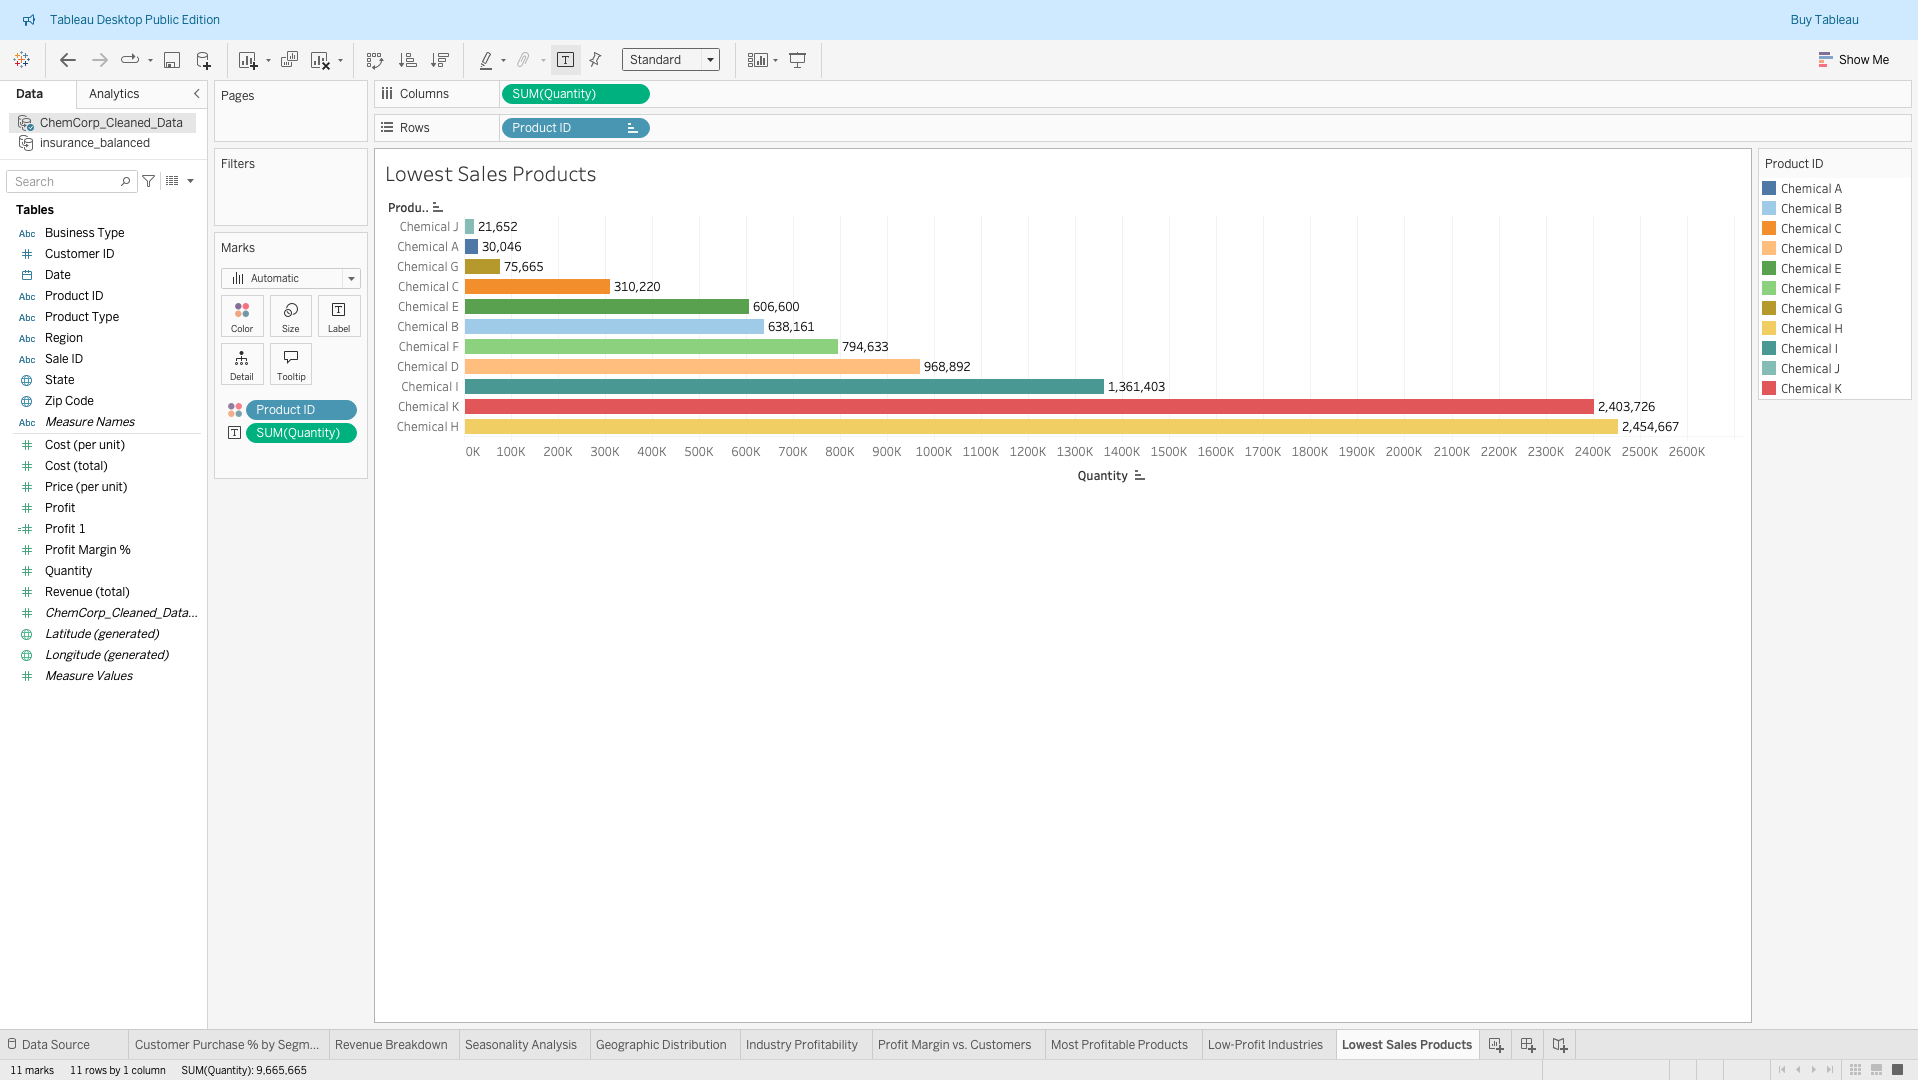 Tableau Desktop Public Edition
Buy Tableau
Standard
Show Me
Data
Analytics
ChemCorp_Cleaned_Data
insurance_balanced
Search
Tables
Abc Business Type
Customer ID
Date
Abc Product ID
Abc Product Type
Abc Region
Abc Sale ID
State
Zip Code
Abc Measure Names
Cost (per unit)
Cost (total)
Price (per unit)
Profit
Profit 1
Profit Margin %
Quantity
Revenue (total)
ChemCorp_Cleaned_Data...
Latitude (generated)
Longitude (generated)
Measure Values
Pages
Filters
Marks
Automatic
Color
Size
Label
Detail
Tooltip
Product ID
SUM(Quantity)
Columns
SUM(Quantity)
Rows
Product ID
Lowest Sales Products
Produ..
Chemical J 21,652
Chemical A 30,046
Chemical G 75,665
Chemical C 310,220
Chemical E 606,600
Chemical B 638,161
Chemical F 794,633
Chemical D 968,892
Chemical I 1,361,403
Chemical K 2,403,726
Chemical H 2,454,667
0K 100K 200K 300K 400K 500K 600K 700K 800K 900K 1000K 1100K 1200K 1300K 1400K 1500K 1600K 1700K 1800K 1900K 2000K 2100K 2200K 2300K 2400K 2500K 2600K
Quantity
Product ID
Chemical A
Chemical B
Chemical C
Chemical D
Chemical E
Chemical F
Chemical G
Chemical H
Chemical I
Chemical J
Chemical K
Data Source
Customer Purchase % by Segm...
Revenue Breakdown
Seasonality Analysis
Geographic Distribution
Industry Profitability
Profit Margin vs. Customers
Most Profitable Products
Low-Profit Industries
Lowest Sales Products
11 marks
11 rows by 1 column
SUM(Quantity): 9,665,665